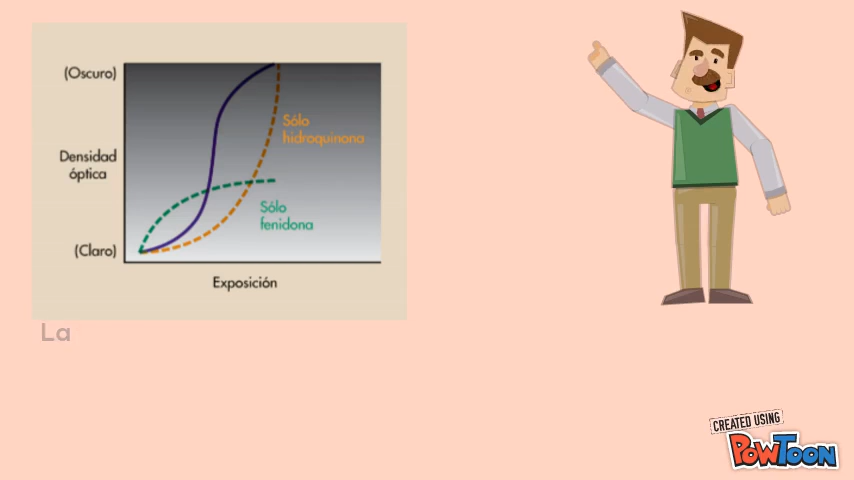 (Oscuro)
Sólo
hidroquinona
Densidad
óptica
Sólo
fenidona
(Claro)
Exposición
La
CREATED USING
POWTOON